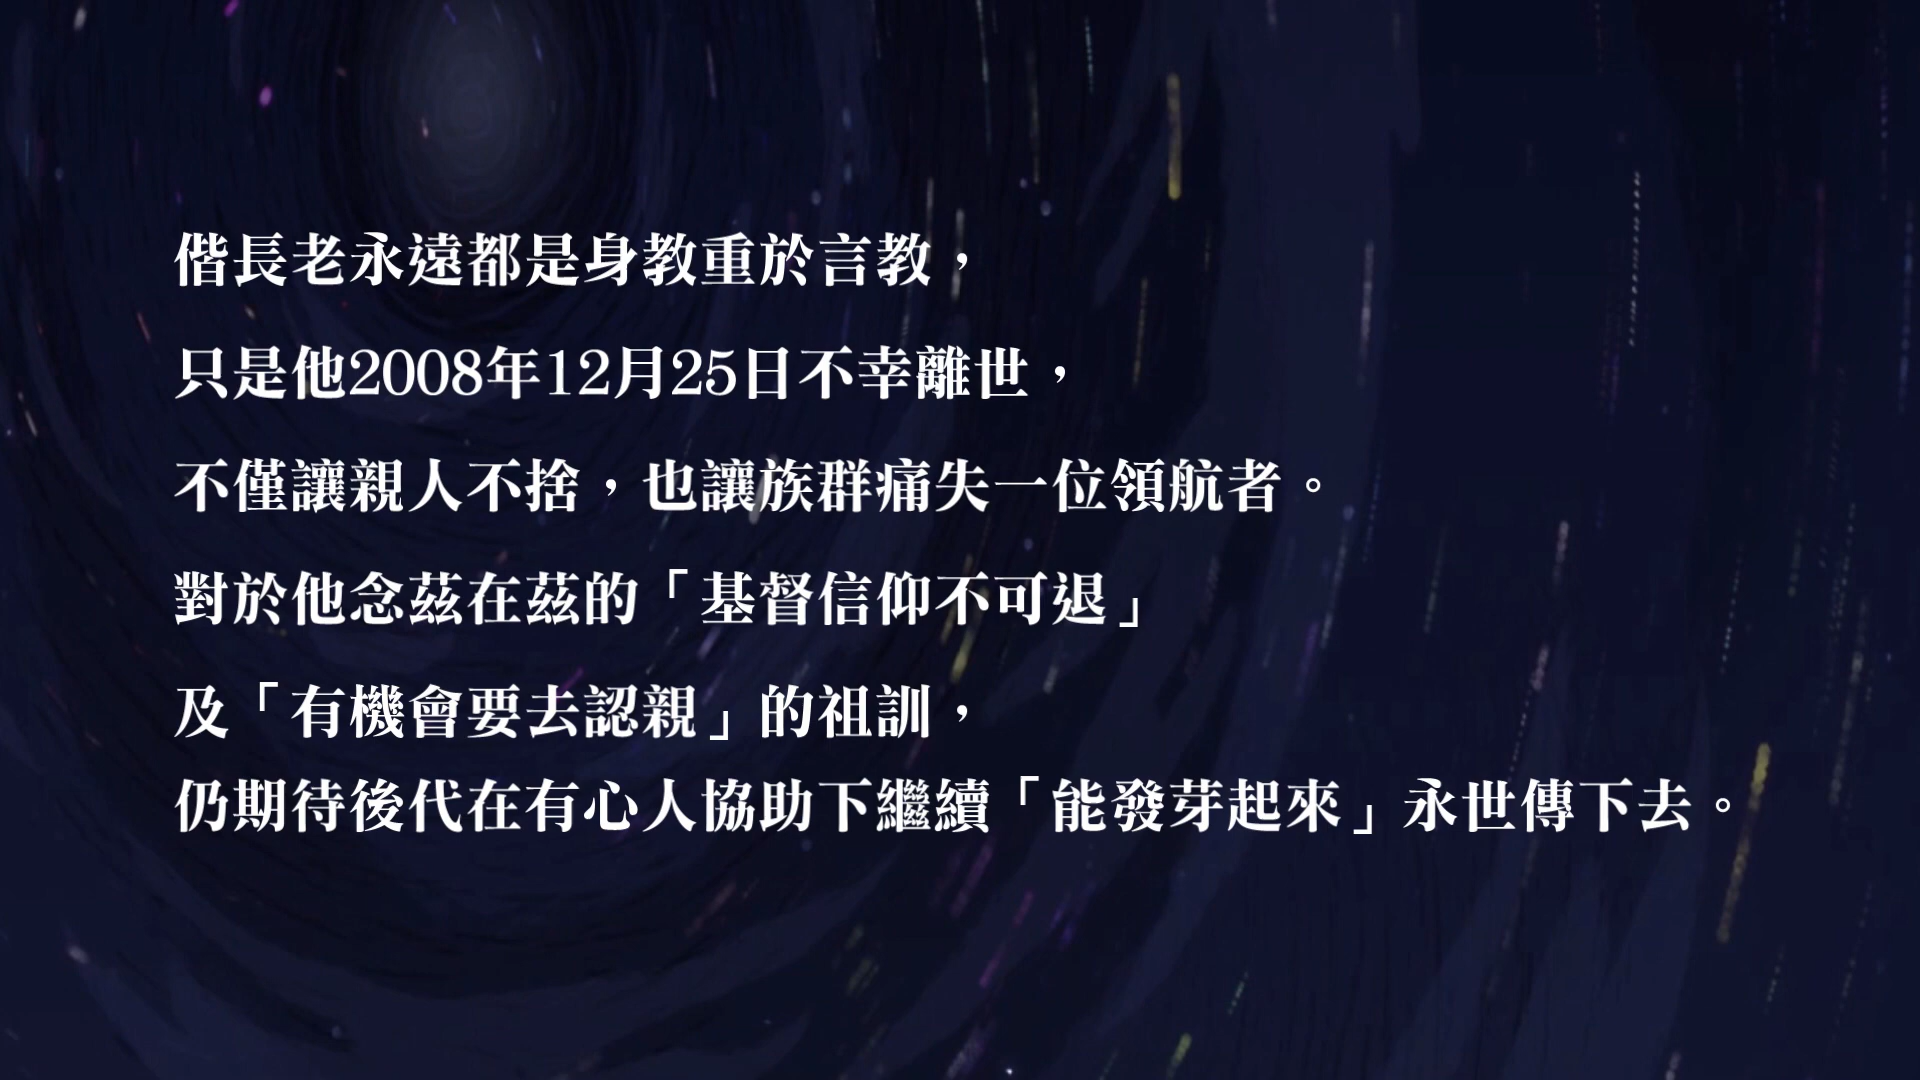 偕長老永遠都是身教重於言教，
只是他2008年12月25日不幸離世，
不僅讓親人不捨，也讓族群痛失一位領航者。
對於他念茲在茲的「基督信仰不可退」
及「有機會要去認親」的祖訓，
仍期待後代在有心人協助下繼續「能發芽起來」永世傳下去。